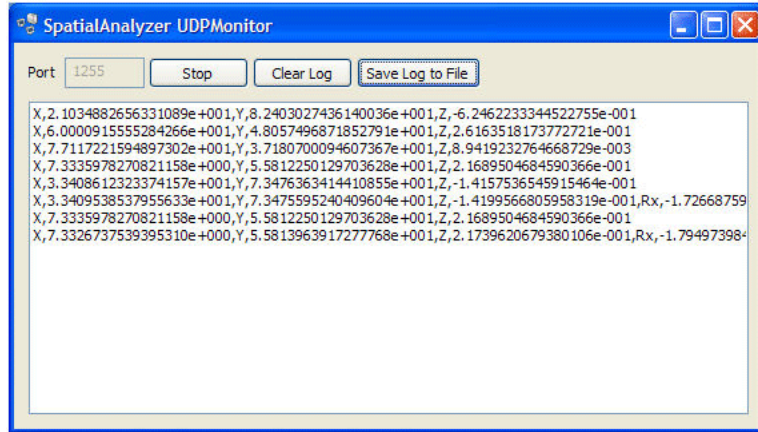 SpatialAnalyzer UDPMonitor
Port 1255 Stop Clear Log Save Log to File
X,2.1034882656331089e+001,Y,8.2403027436140036e+001,Z,-6.2462233344522755e-001
X,6.0000915555284266e+001,Y,4.8057496871852791e+001,Z,2.6163518173772721e-001
X,7.7117221594897302e+001,Y,3.7180700094607367e+001,Z,8.9419232764668729e-003
X,7.3335978270821158e+000,Y,5.5812250129703628e+001,Z,2.1689504684590366e-001
X,3.3408612323374157e+001,Y,7.3476363414410855e+001,Z,-1.4157536545915464e-001
X,3.3409538537955633e+001,Y,7.3475595240409604e+001,Z,-1.4199566805958319e-001,Rx,-1.72668759
X,7.3335978270821158e+000,Y,5.5812250129703628e+001,Z,2.1689504684590366e-001
X,7.3326737539395310e+000,Y,5.5813963917277768e+001,Z,2.1739620679380106e-001,Rx,-1.79497398